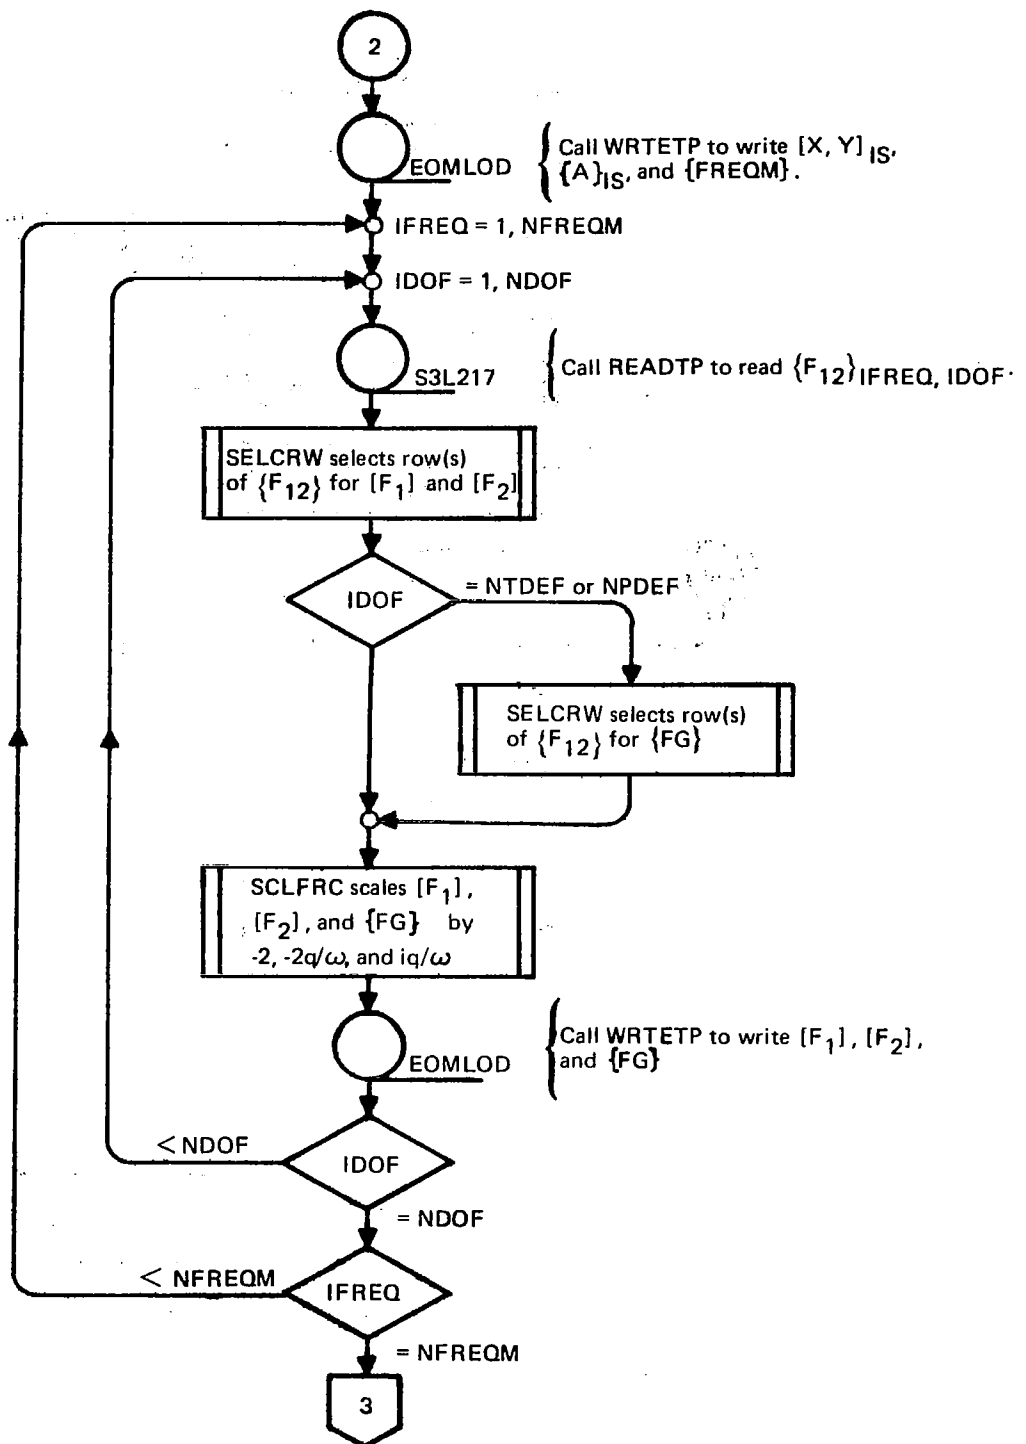 2
EOMLOD
Call WRTETP to write [X, Y]IS,
{A}IS, and {FREQM}.
IFREQ = 1, NFREQM
IDOF = 1, NDOF
S3L217
Call READTP to read {F12}IFREQ, IDOF.
SELCRW selects row(s)
of {F12} for [F1] and [F2]
IDOF
= NTDEF or NPDEF
SELCRW selects row(s)
of {F12} for {FG}
SCLFRC scales [F1],
[F2], and {FG} by
-2, -2q/ω, and iq/ω
EOMLOD
Call WRTETP to write [F1], [F2],
and {FG}
< NDOF
IDOF
= NDOF
< NFREQM
IFREQ
= NFREQM
3